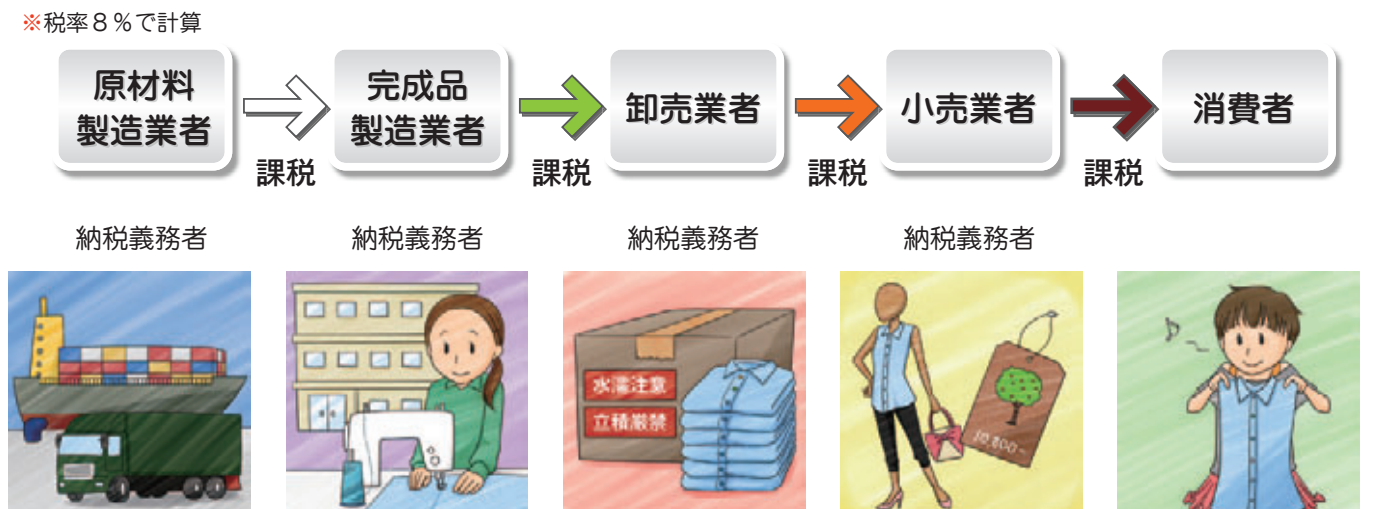 ※税率８％で計算
原材料
製造業者
完成品
製造業者
卸売業者
小売業者
消費者
課税
課税
課税
課税
納税義務者
納税義務者
納税義務者
納税義務者
水濡注意
立積厳禁
10,800-